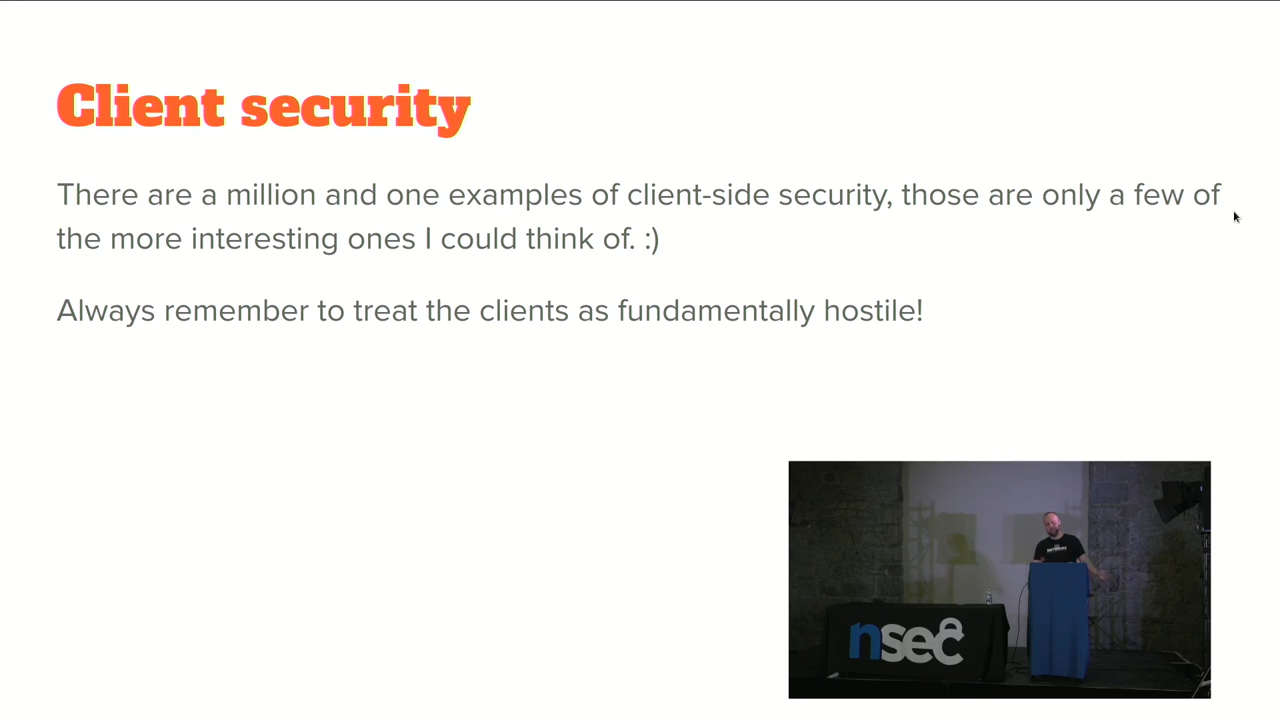 Client security
There are a million and one examples of client-side security, those are only a few of
the more interesting ones I could think of. :)
Always remember to treat the clients as fundamentally hostile!
nsec